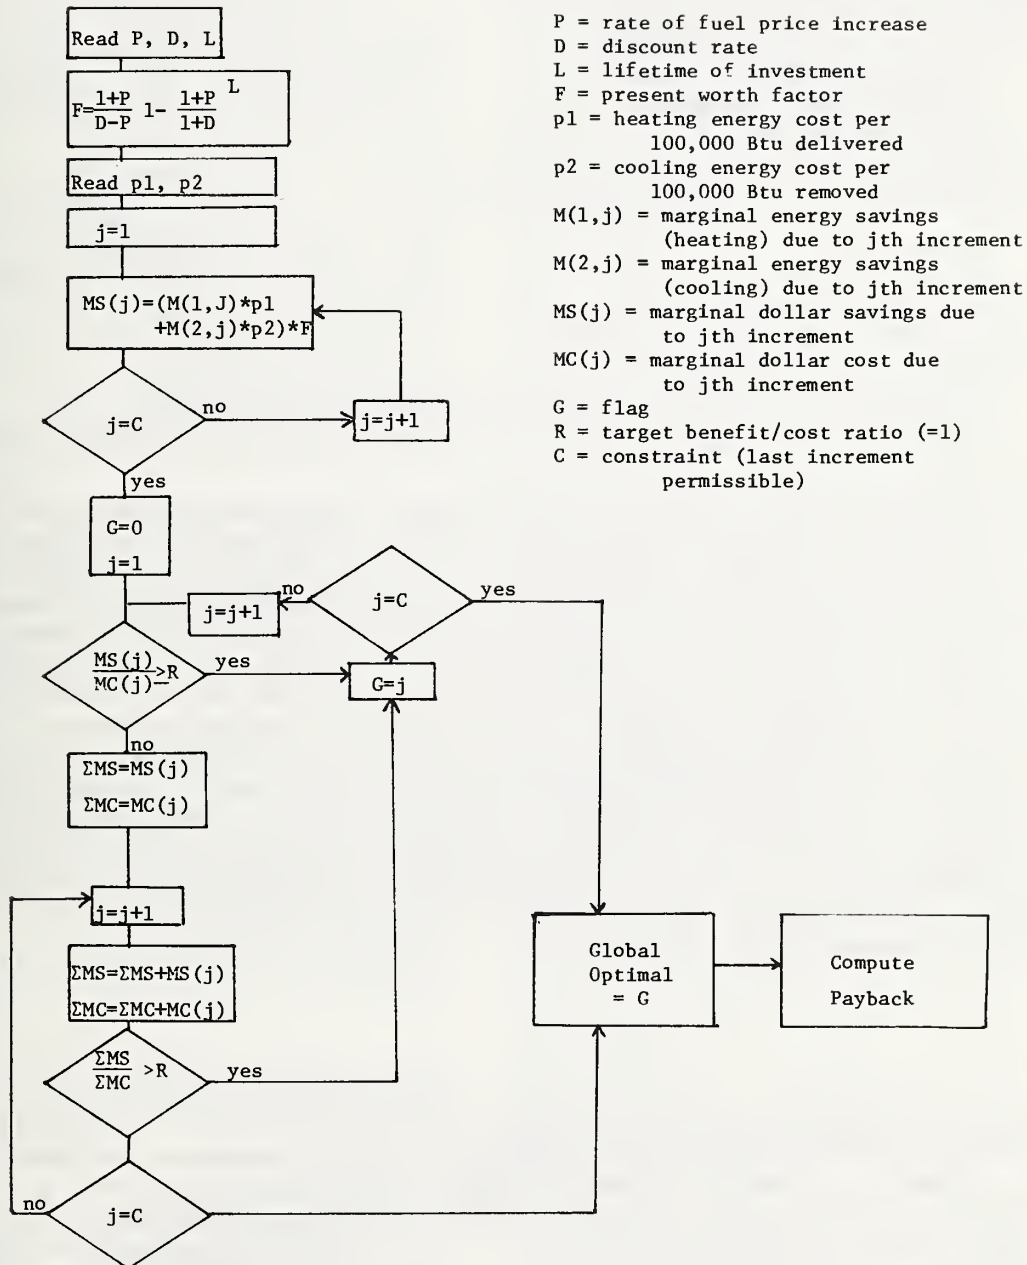 Read P, D, L
F=1+P/D-P 1- 1+P/1+D L
Read p1, p2
j=1
MS(j)=(M(1,J)*p1
+M(2,j)*p2)*F
j=C
no
j=j+1
yes
G=0
j=1
j=j+1
no
j=C
yes
MS(j)/MC(j) ≥R
yes
G=j
no
ΣMS=MS(j)
ΣMC=MC(j)
j=j+1
ΣMS=ΣMS+MS(j)
ΣMC=ΣMC+MC(j)
ΣMS/ΣMC >R
yes
no
j=C
Global
Optimal
= G
Compute
Payback
P = rate of fuel price increase
D = discount rate
L = lifetime of investment
F = present worth factor
p1 = heating energy cost per
100,000 Btu delivered
p2 = cooling energy cost per
100,000 Btu removed
M(1,j) = marginal energy savings
(heating) due to jth increment
M(2,j) = marginal energy savings
(cooling) due to jth increment
MS(j) = marginal dollar savings due
to jth increment
MC(j) = marginal dollar cost due
to jth increment
G = flag
R = target benefit/cost ratio (=1)
C = constraint (last increment
permissible)